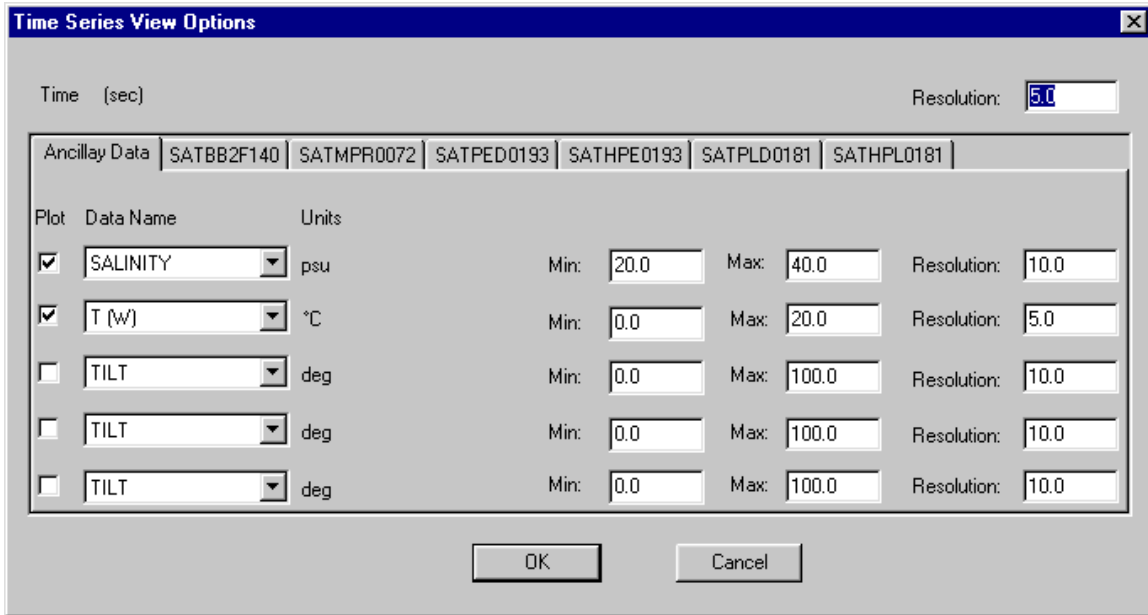 Time Series View Options
Time (sec) Resolution: 5.0
Ancillay Data SATBB2F140 SATMPR0072 SATPED0193 SATHPE0193 SATPLD0181 SATHPL0181
Plot Data Name Units
SALINITY psu Min: 20.0 Max: 40.0 Resolution: 10.0
T (W) °C Min: 0.0 Max: 20.0 Resolution: 5.0
TILT deg Min: 0.0 Max: 100.0 Resolution: 10.0
TILT deg Min: 0.0 Max: 100.0 Resolution: 10.0
TILT deg Min: 0.0 Max: 100.0 Resolution: 10.0
OK Cancel